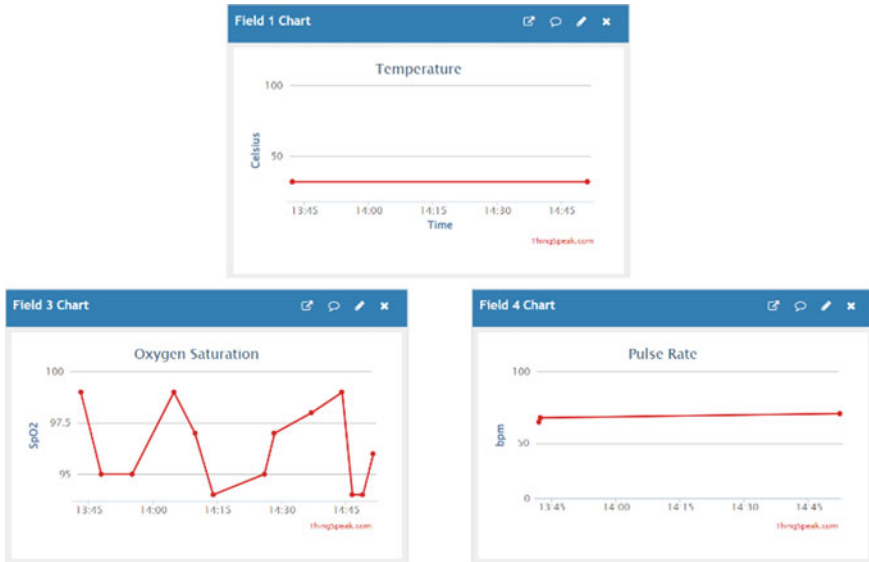 Field 1 Chart
Temperature
100
50
Celsius
13:45 14:00 14:15 14:30 14:45
Time
ThingSpeak.com
Field 3 Chart
Oxygen Saturation
100
97.5
95
SpO2
13:45 14:00 14:15 14:30 14:45
ThingSpeak.com
Field 4 Chart
Pulse Rate
100
50
0
bpm
13:45 14:00 14:15 14:30 14:45
ThingSpeak.com